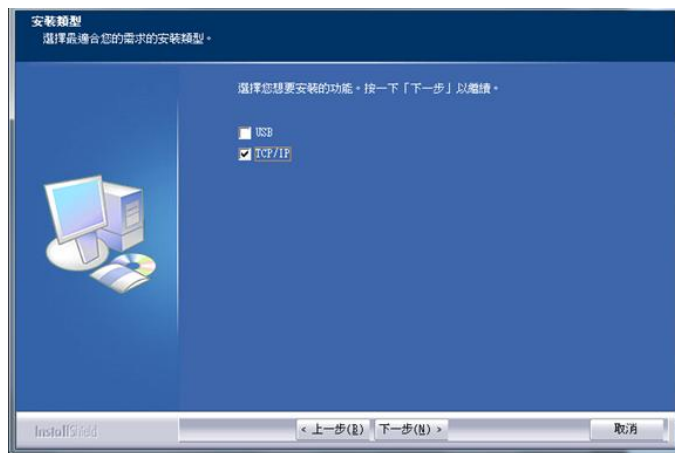 安裝類型
選擇最適合您的需求的安裝類型。
選擇您想要安裝的功能。按一下「下一步」以繼續。
USB
TCP/IP
InstallShield
< 上一步(B) 下一步(N) > 取消